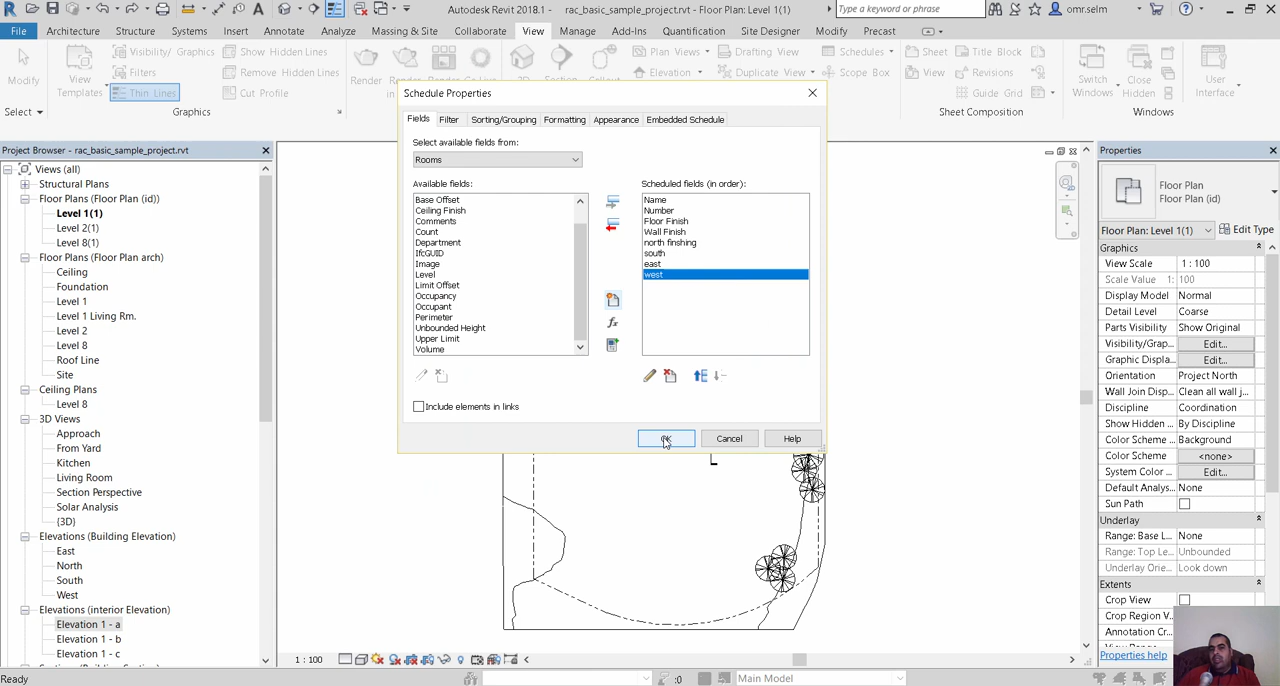 Autodesk Revit 2018.1 - rac_basic_sample_project.rvt - Floor Plan: Level 1(1)
Type a keyword or phrase
omr.selm
File Architecture Structure Systems Insert Annotate Analyze Massing & Site Collaborate View Manage Add-Ins Quantification Site Designer Modify Precast
Modify
View Templates
Visibility/ Graphics
Filters
Thin Lines
Show Hidden Lines
Remove Hidden Lines
Cut Profile
Render
Plan Views
Elevation
Drafting View
Duplicate View
Schedules
Scope Box
Sheet
View
Title Block
Revisions
Guide Grid
Switch Windows
Close Hidden
User Interface
Select
Graphics
Sheet Composition
Windows
Project Browser - rac_basic_sample_project.rvt
Views (all)
Structural Plans
Floor Plans (Floor Plan (id))
Level 1(1)
Level 2(1)
Level 8(1)
Floor Plans (Floor Plan arch)
Ceiling
Foundation
Level 1
Level 1 Living Rm.
Level 2
Level 8
Roof Line
Site
Ceiling Plans
Level 8
3D Views
Approach
From Yard
Kitchen
Living Room
Section Perspective
Solar Analysis
{3D}
Elevations (Building Elevation)
East
North
South
West
Elevations (interior Elevation)
Elevation 1 - a
Elevation 1 - b
Elevation 1 - c
Schedule Properties
Fields Filter Sorting/Grouping Formatting Appearance Embedded Schedule
Select available fields from:
Rooms
Available fields:
Base Offset
Ceiling Finish
Comments
Count
Department
IfcGUID
Image
Level
Limit Offset
Occupancy
Occupant
Perimeter
Unbounded Height
Upper Limit
Volume
Scheduled fields (in order):
Name
Number
Floor Finish
Wall Finish
north finshing
south
east
west
Include elements in links
OK Cancel Help
Properties
Floor Plan
Floor Plan (id)
Floor Plan: Level 1(1) Edit Type
Graphics
View Scale 1 : 100
Scale Value 1: 100
Display Model Normal
Detail Level Coarse
Parts Visibility Show Original
Visibility/Grap... Edit...
Graphic Displa... Edit...
Orientation Project North
Wall Join Disp... Clean all wall j...
Discipline Coordination
Show Hidden ... By Discipline
Color Scheme ... Background
Color Scheme <none>
System Color ... Edit...
Default Analys... None
Sun Path
Underlay
Range: Base L... None
Range: Top Le... Unbounded
Underlay Orie... Look down
Extents
Crop View
Crop Region V...
Annotation Cr...
Properties help
1 : 100
Ready
:0
Main Model